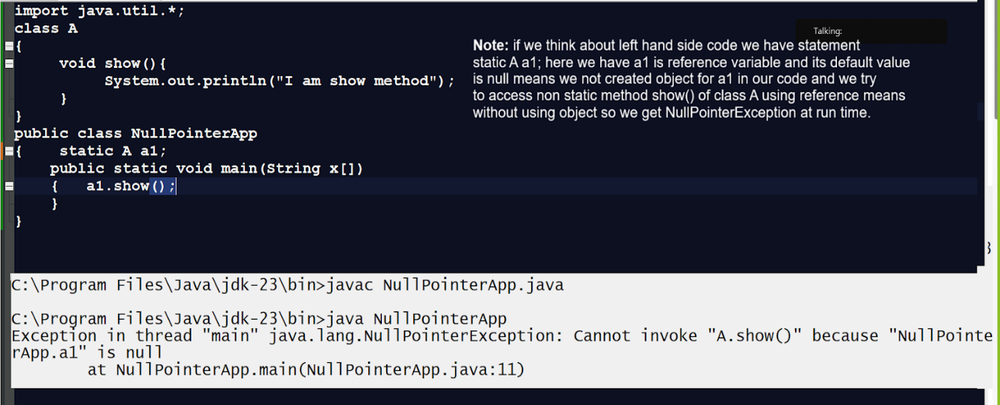 import java.util.*;
class A
{
void show(){
System.out.println("I am show method");
}
}
public class NullPointerApp
{ static A a1;
public static void main(String x[])
{ a1.show();
}
}
Talking:
Note: if we think about left hand side code we have statement
static A a1; here we have a1 is reference variable and its default value
is null means we not created object for a1 in our code and we try
to access non static method show() of class A using reference means
without using object so we get NullPointerException at run time.
C:\Program Files\Java\jdk-23\bin>javac NullPointerApp.java
C:\Program Files\Java\jdk-23\bin>java NullPointerApp
Exception in thread "main" java.lang.NullPointerException: Cannot invoke "A.show()" because "NullPointe
rApp.a1" is null
at NullPointerApp.main(NullPointerApp.java:11)